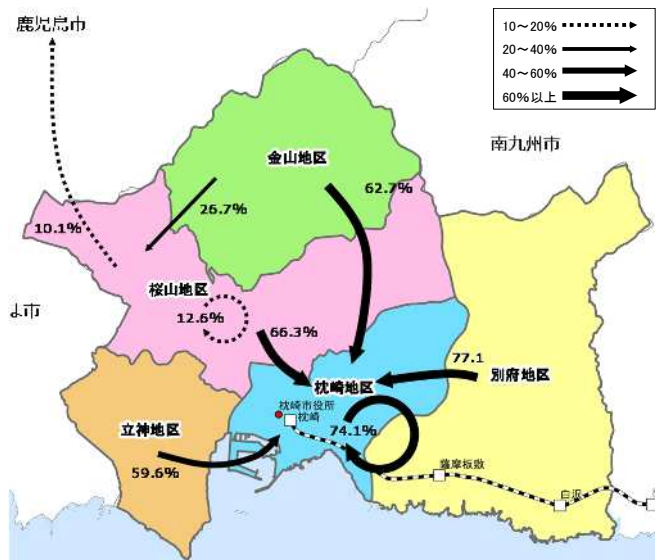 鹿児島市
10～20%
20～40%
40～60%
60%以上
南九州市
金山地区
62.7%
26.7%
10.1%
桜山地区
12.6%
66.3%
よ市
77.1
枕崎地区
別府地区
枕崎市役所
枕崎
74.1%
立神地区
59.6%
薩摩板敷
白沢